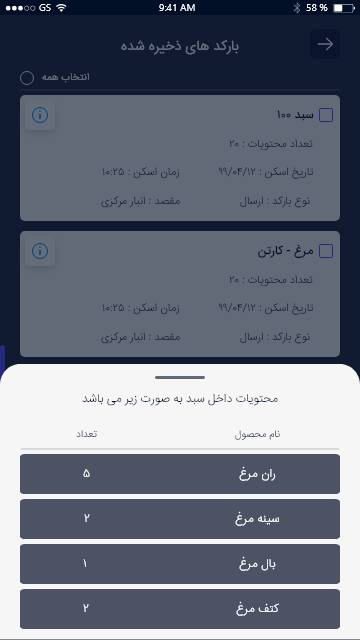 GS 9:41 AM 58 %
بارکد های ذخیره شده
انتخاب همه
سبد ۱۰۰
تعداد محتویات : ۲۰
تاریخ اسکن : ۹۹/۰۴/۱۲ زمان اسکن : ۱۰:۲۵
نوع بارکد : ارسال مقصد : انبار مرکزی
مرغ - کارتن
تعداد محتویات : ۲۰
تاریخ اسکن : ۹۹/۰۴/۱۲ زمان اسکن : ۱۰:۲۵
نوع بارکد : ارسال مقصد : انبار مرکزی
محتویات داخل سبد به صورت زیر می باشد
نام محصول تعداد
ران مرغ ۵
سینه مرغ ۲
بال مرغ ۱
کتف مرغ ۲